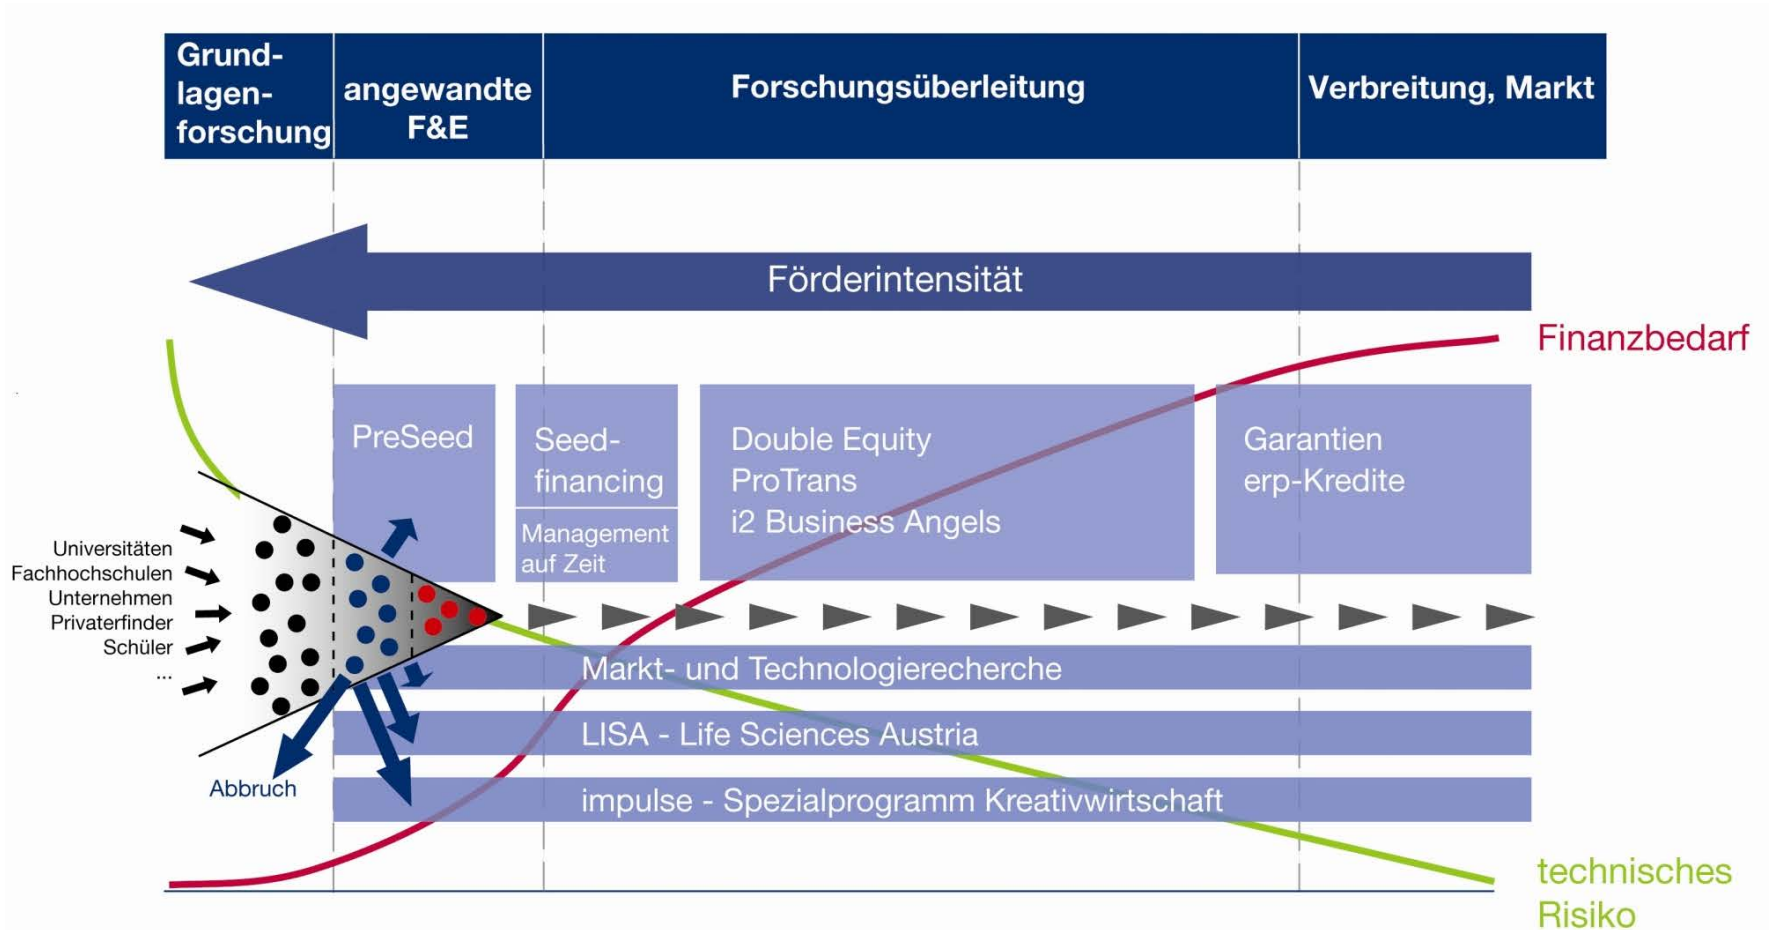 Grund-
lagen-
forschung
angewandte
F&E
Forschungsüberleitung
Verbreitung, Markt
Förderintensität
Finanzbedarf
PreSeed
Seed-
financing
Management
auf Zeit
Double Equity
ProTrans
i2 Business Angels
Garantien
erp-Kredite
Universitäten
Fachhochschulen
Unternehmen
Privaterfinder
Schüler
...
Markt- und Technologierecherche
LISA - Life Sciences Austria
impulse - Spezialprogramm Kreativwirtschaft
Abbruch
technisches
Risiko